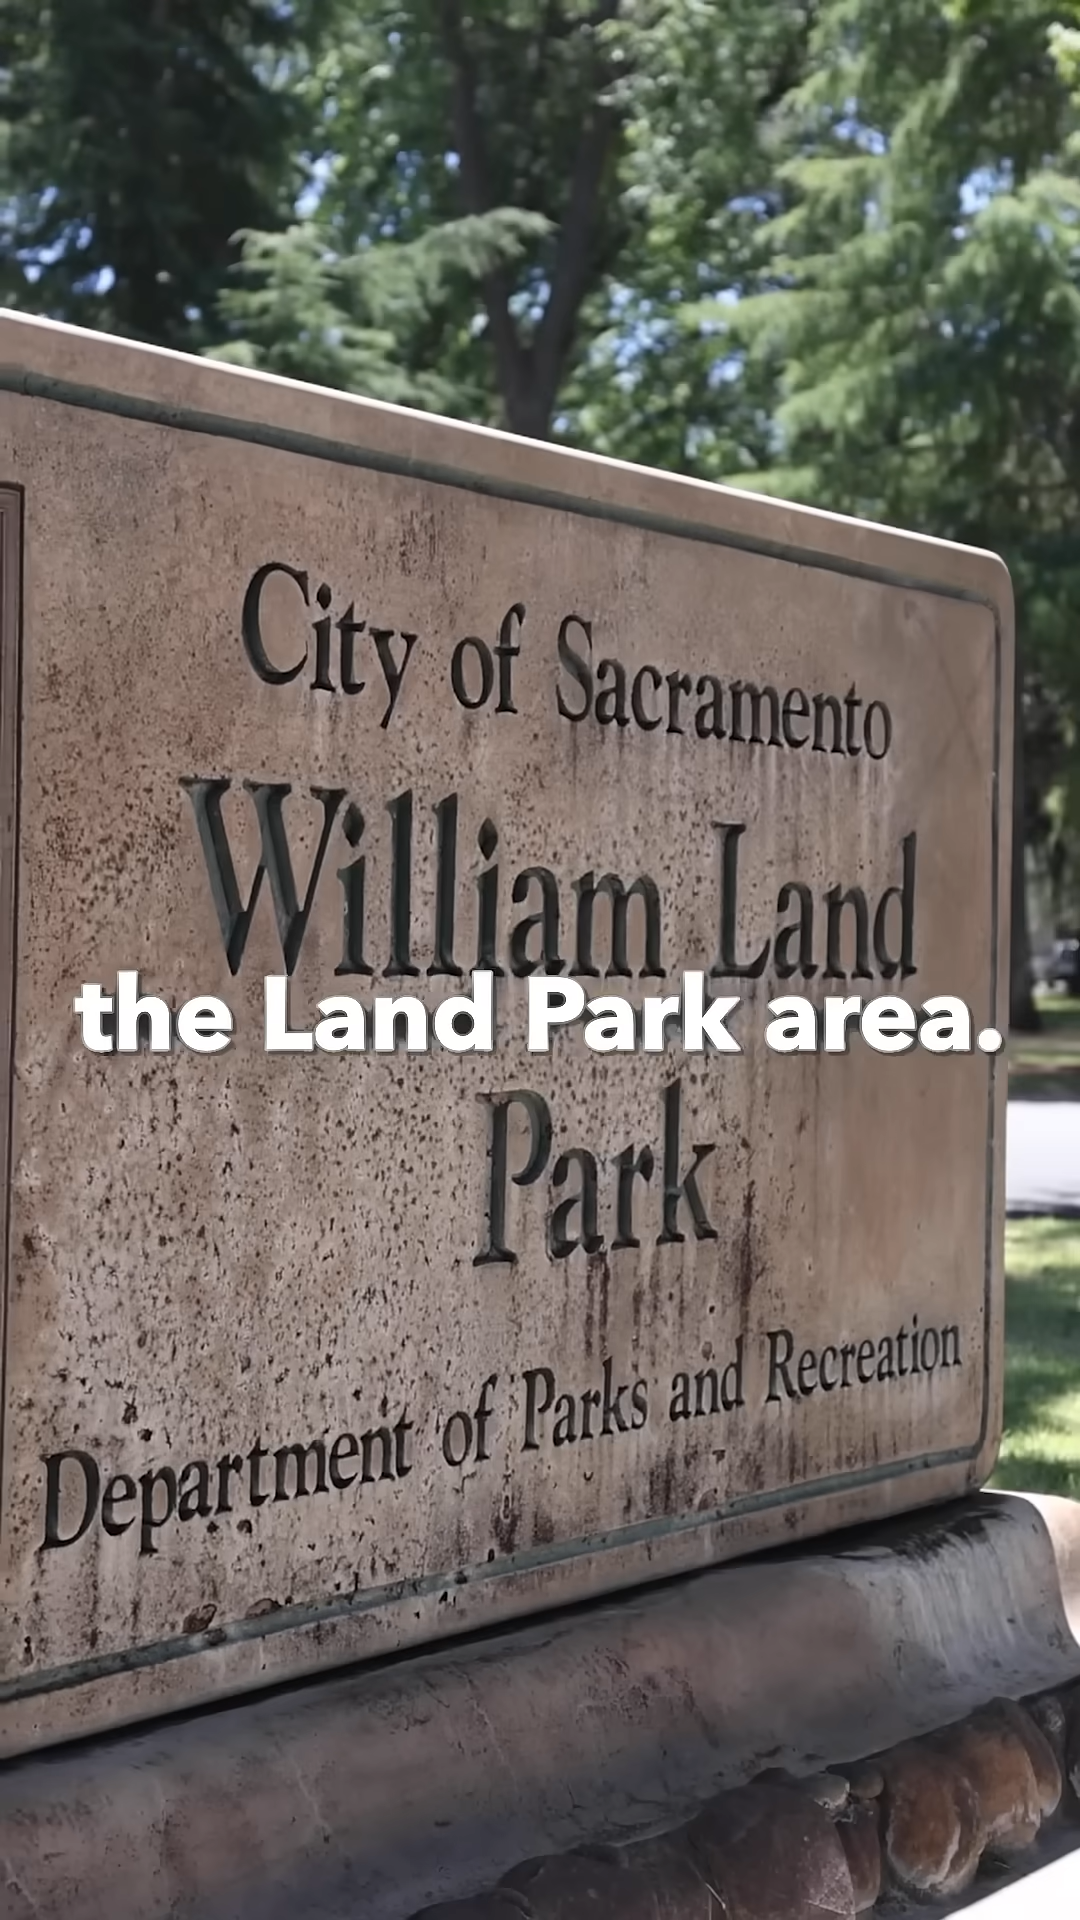 City of Sacramento
William Land
the Land Park area.
Park
Department of Parks and Recreation